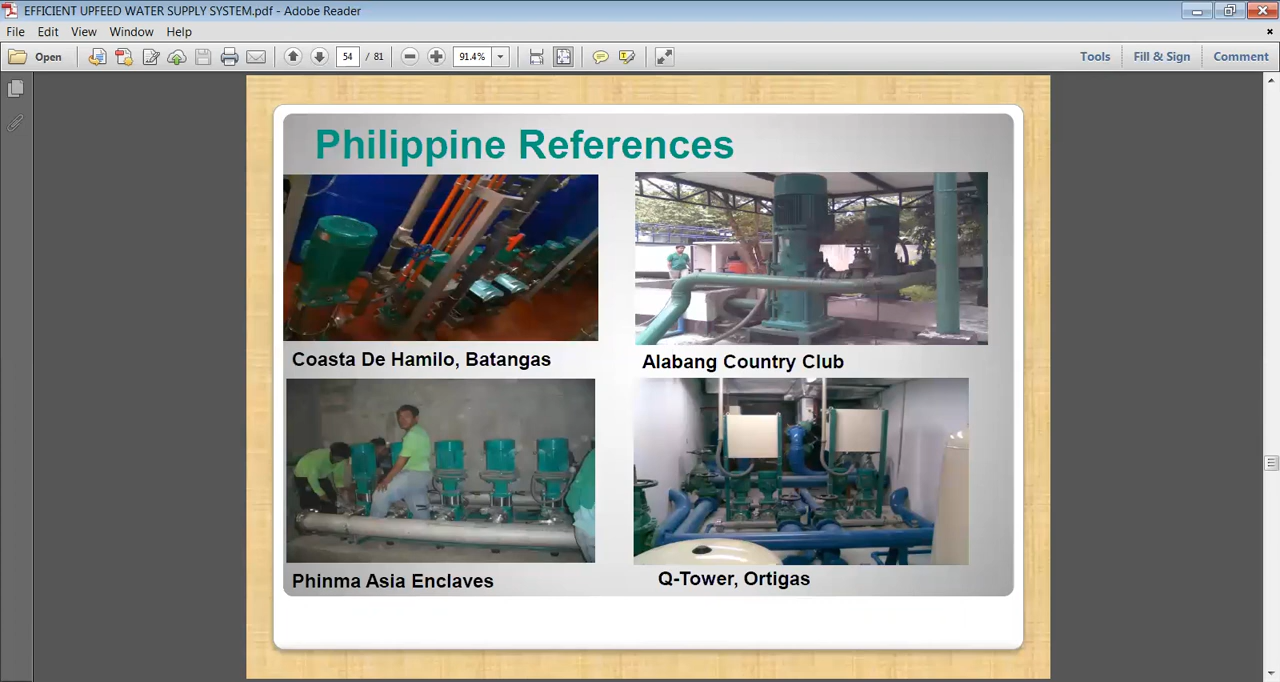 EFFICIENT UPFEED WATER SUPPLY SYSTEM.pdf - Adobe Reader
File Edit View Window Help
Open 54 / 81 91.4% Tools Fill & Sign Comment
Philippine References
Coasta De Hamilo, Batangas
Alabang Country Club
Phinma Asia Enclaves
Q-Tower, Ortigas